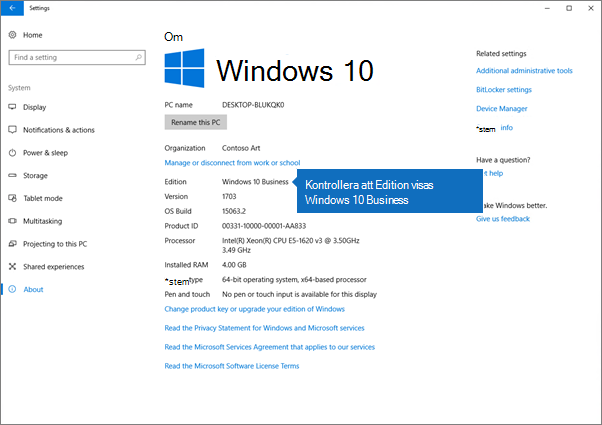 Settings
Home
Find a setting
System
Display
Notifications & actions
Power & sleep
Storage
Tablet mode
Multitasking
Projecting to this PC
Shared experiences
About
Om
Windows 10
PC name DESKTOP-BLUKQK0
Rename this PC
Organization Contoso Art
Manage or disconnect from work or school
Edition Windows 10 Business
Version 1703
OS Build 15063.2
Product ID 00331-10000-00001-AA833
Processor Intel(R) Xeon(R) CPU E5-1620 v3 @ 3.50GHz
3.49 GHz
Installed RAM 4.00 GB
*stem type 64-bit operating system, x64-based processor
Pen and touch No pen or touch input is available for this display
Change product key or upgrade your edition of Windows
Read the Privacy Statement for Windows and Microsoft services
Read the Microsoft Services Agreement that applies to our services
Read the Microsoft Software License Terms
Kontrollera att Edition visas
Windows 10 Business
Related settings
Additional administrative tools
BitLocker settings
Device Manager
*stem info
Have a question?
et help
ake Windows better.
Give us feedback